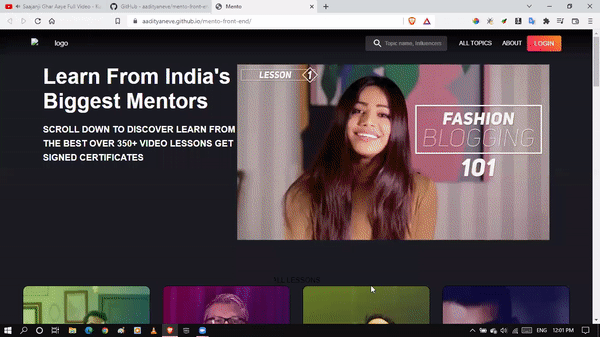 Saajanji Ghar Aaye Full Video -
GitHub - aadityaneve/mento-front-e
Mento
aadityaneve.github.io/mento-front-end/
logo
Type name, Influencers
ALL TOPICS
ABOUT
LOGIN
Learn From India's
Biggest Mentors
SCROLL DOWN TO DISCOVER LEARN FROM
THE BEST OVER 350+ VIDEO LESSONS GET
SIGNED CERTIFICATES
LESSON 1
FASHION
BLOGGING
101
LESSONS
ENG
12:01 PM